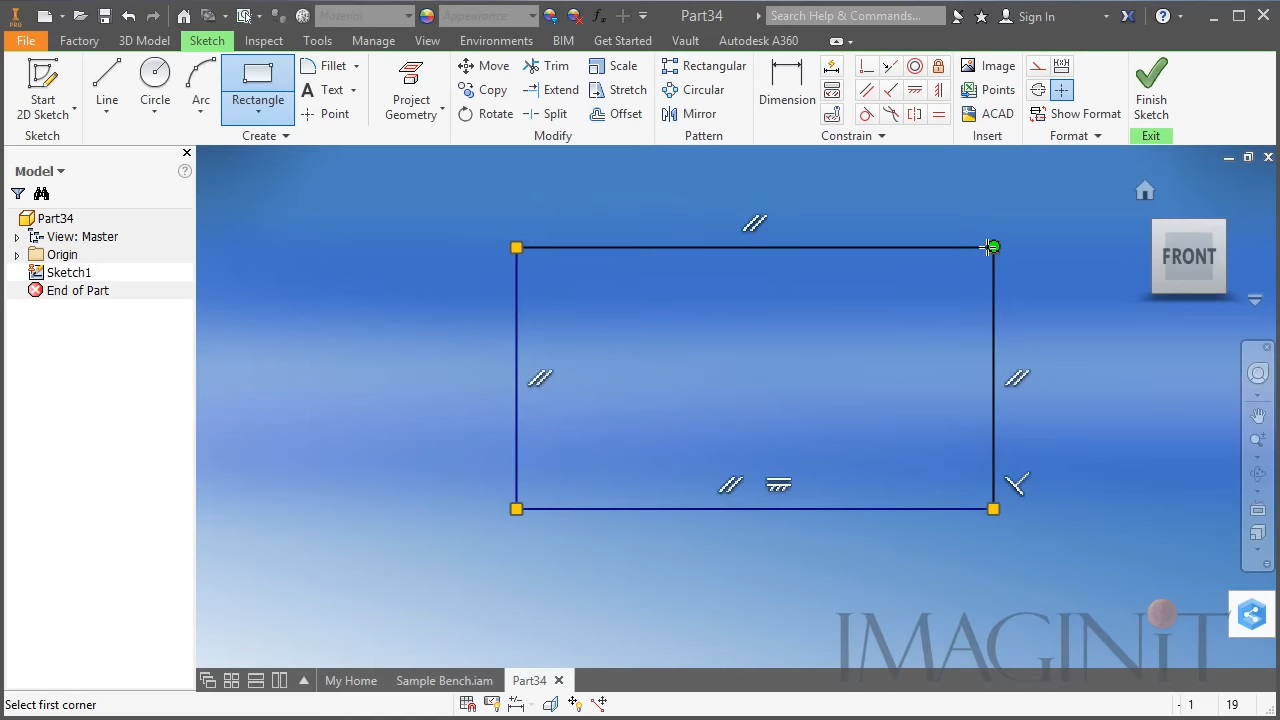 I
PRO
Material
Appearance
fx
Part34
Search Help & Commands...
Sign In
File
Factory
3D Model
Sketch
Inspect
Tools
Manage
View
Environments
BIM
Get Started
Vault
Autodesk A360
Start
2D Sketch
Line
Circle
Arc
Rectangle
Fillet
Text
Point
Project
Geometry
Move
Copy
Rotate
Trim
Extend
Split
Scale
Stretch
Offset
Rectangular
Circular
Mirror
Dimension
Image
Points
ACAD
Show Format
Finish
Sketch
Sketch
Create
Modify
Pattern
Constrain
Insert
Format
Exit
Model
Part34
View: Master
Origin
Sketch1
End of Part
FRONT
IMAGINiT
My Home
Sample Bench.iam
Part34
Select first corner
1
19